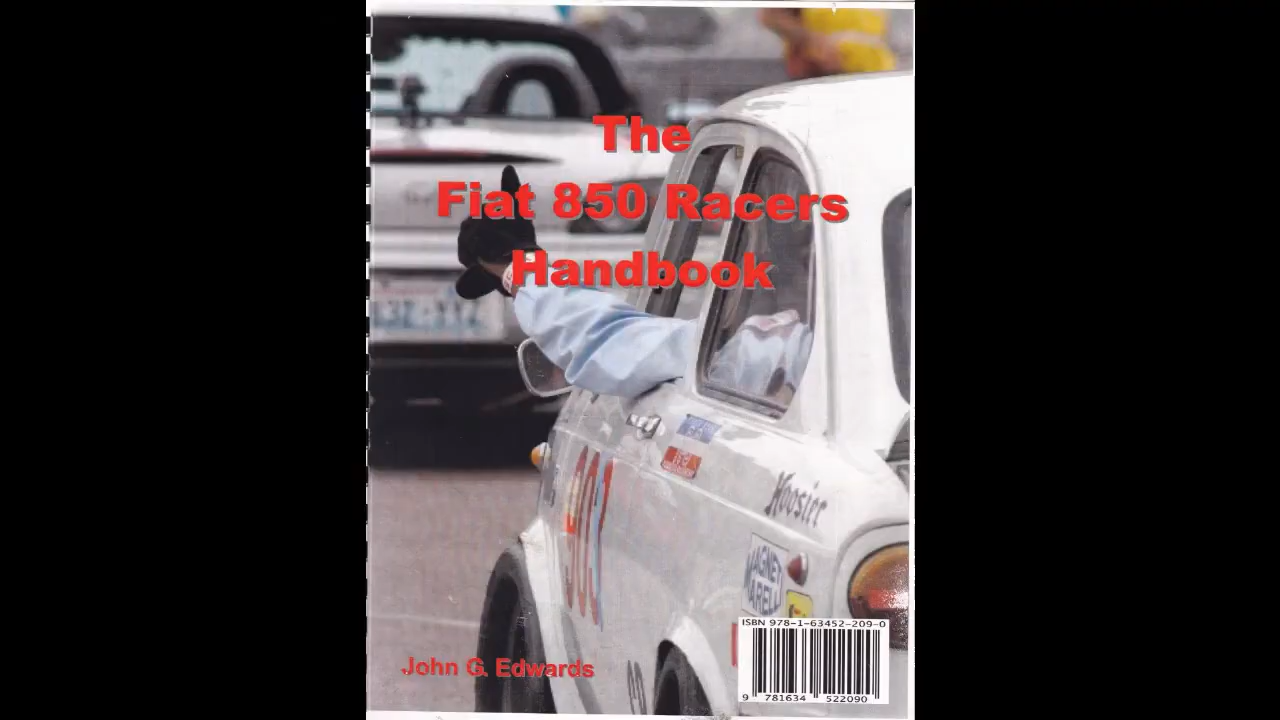 The
Fiat 850 Racers
Handbook
Hoosier
MAGNETI
MARELLI
ISBN 978-1-63452-209-0
9 781634 522090
John G. Edwards